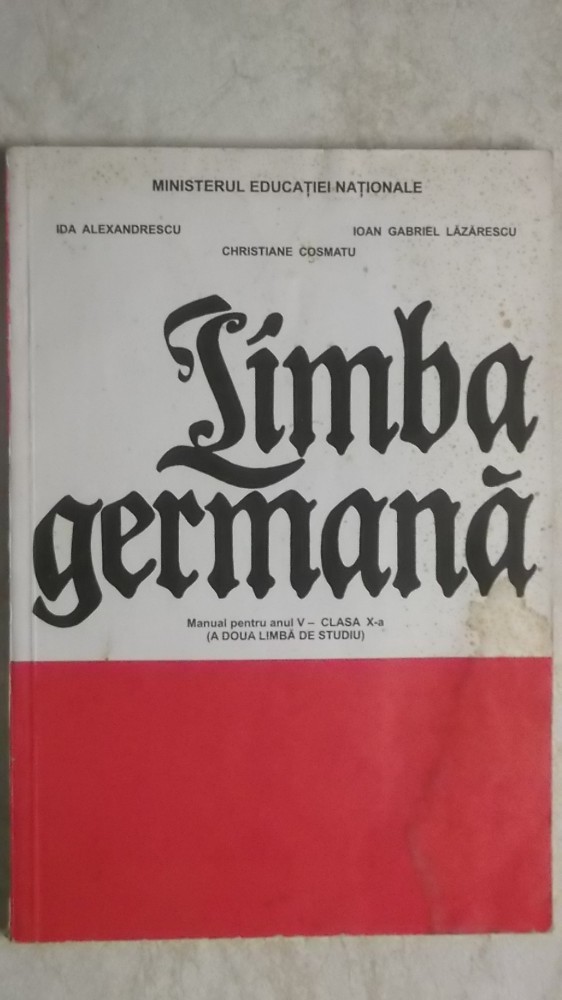 MINISTERUL EDUCAȚIEI NAȚIONALE
IDA ALEXANDRESCU IOAN GABRIEL LĂZĂRESCU
CHRISTIANE COSMATU
Limba
germană
Manual pentru anul V – CLASA X-a
(A DOUA LIMBĂ DE STUDIU)